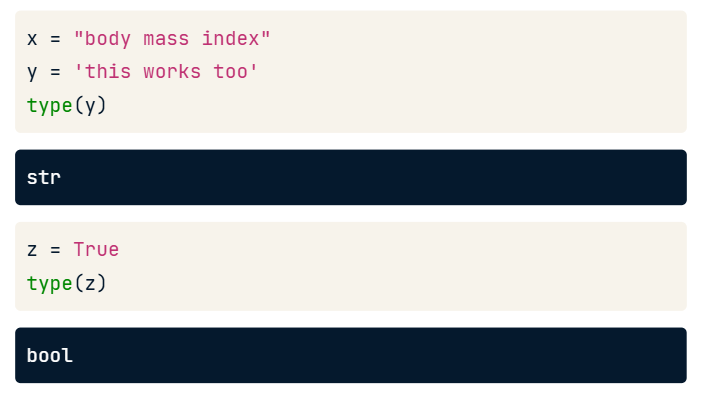 x = "body mass index"
y = 'this works too'
type(y)
str
z = True
type(z)
bool